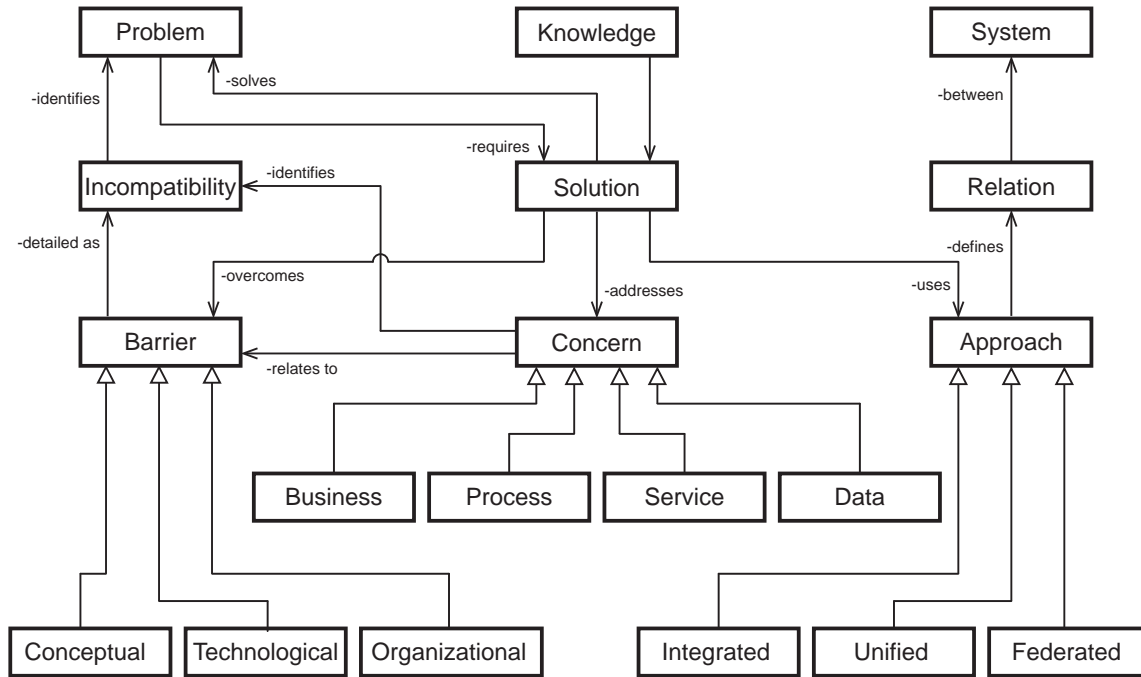 Problem
Knowledge
System
-solves
-identifies
-between
-requires
Incompatibility
-identifies
Solution
Relation
-detailed as
-defines
-overcomes
-addresses
-uses
Barrier
Concern
Approach
-relates to
Business
Process
Service
Data
Conceptual
Technological
Organizational
Integrated
Unified
Federated